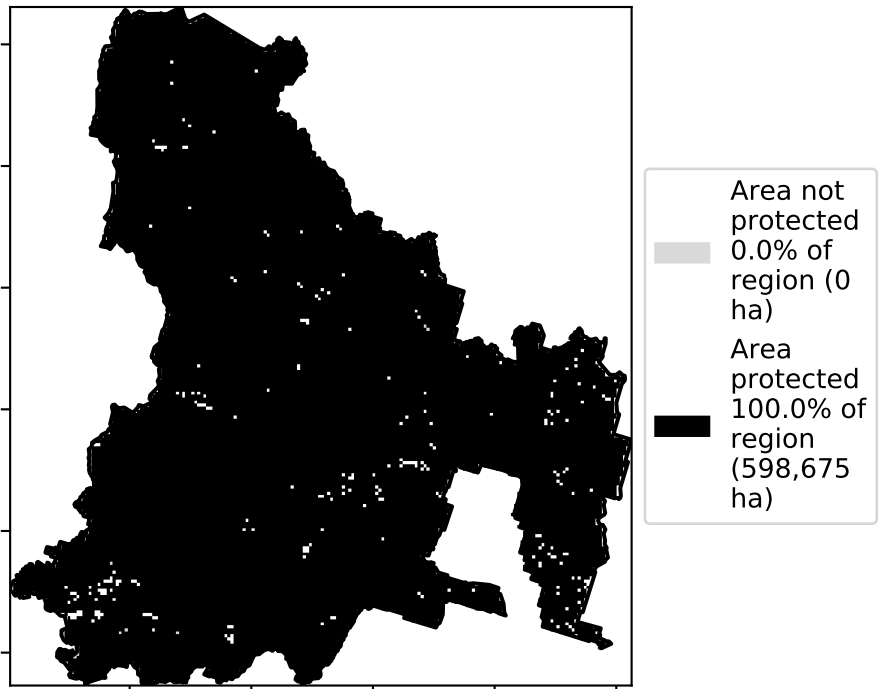 Area not
protected
0.0% of
region (0
ha)
Area
protected
100.0% of
region
(598,675
ha)